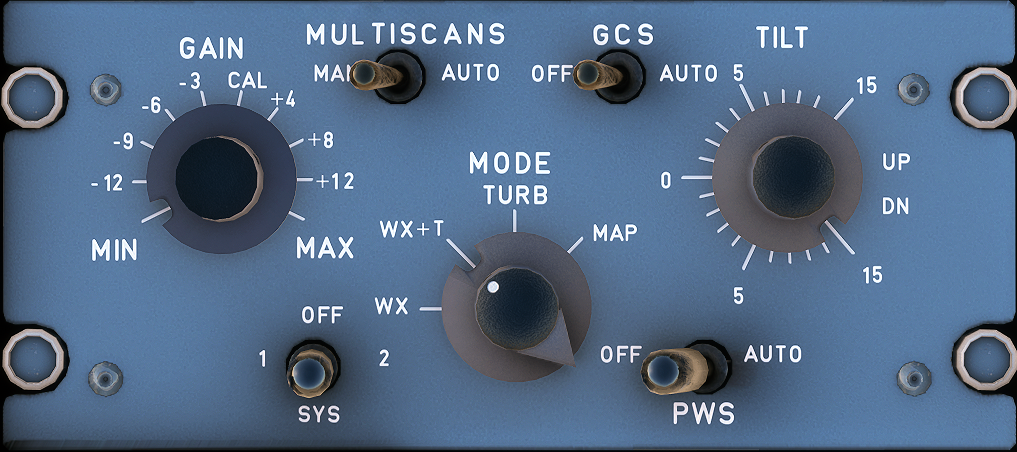 GAIN
MULTISCANS
GCS
TILT
-3 CAL
MAN AUTO
OFF AUTO
5 15
-6 +4
-9 +8
-12 +12
0 UP
DN
MODE
TURB
WX+T MAP
MIN MAX
5 15
WX
OFF
1 2
OFF AUTO
SYS
PWS